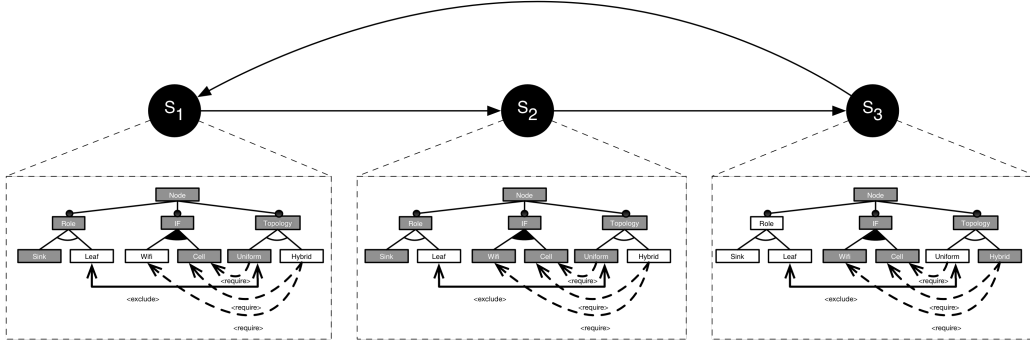 S1 S2 S3
Node
Role IF Topology
Sink Leaf Wifi Cell Uniform Hybrid
<require>
<exclude>
<require>
<require>
Node
Role IF Topology
Sink Leaf Wifi Cell Uniform Hybrid
<require>
<exclude>
<require>
<require>
Node
Role IF Topology
Sink Leaf Wifi Cell Uniform Hybrid
<require>
<exclude>
<require>
<require>